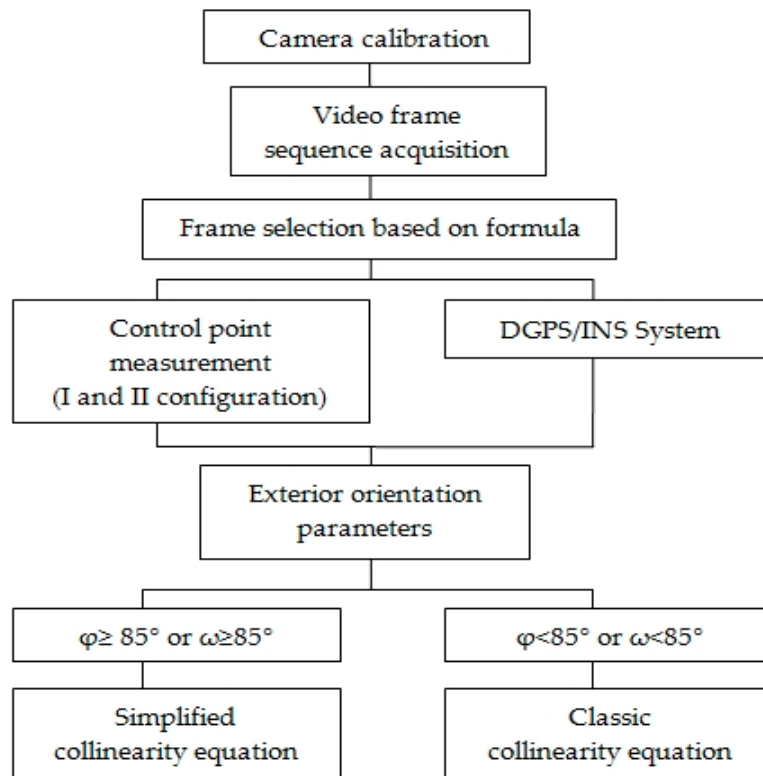 Camera calibration
Video frame
sequence acquisition
Frame selection based on formula
Control point
measurement
(I and II configuration)
DGPS/INS System
Exterior orientation
parameters
φ≥ 85° or ω≥85°
φ<85° or ω<85°
Simplified
collinearity equation
Classic
collinearity equation